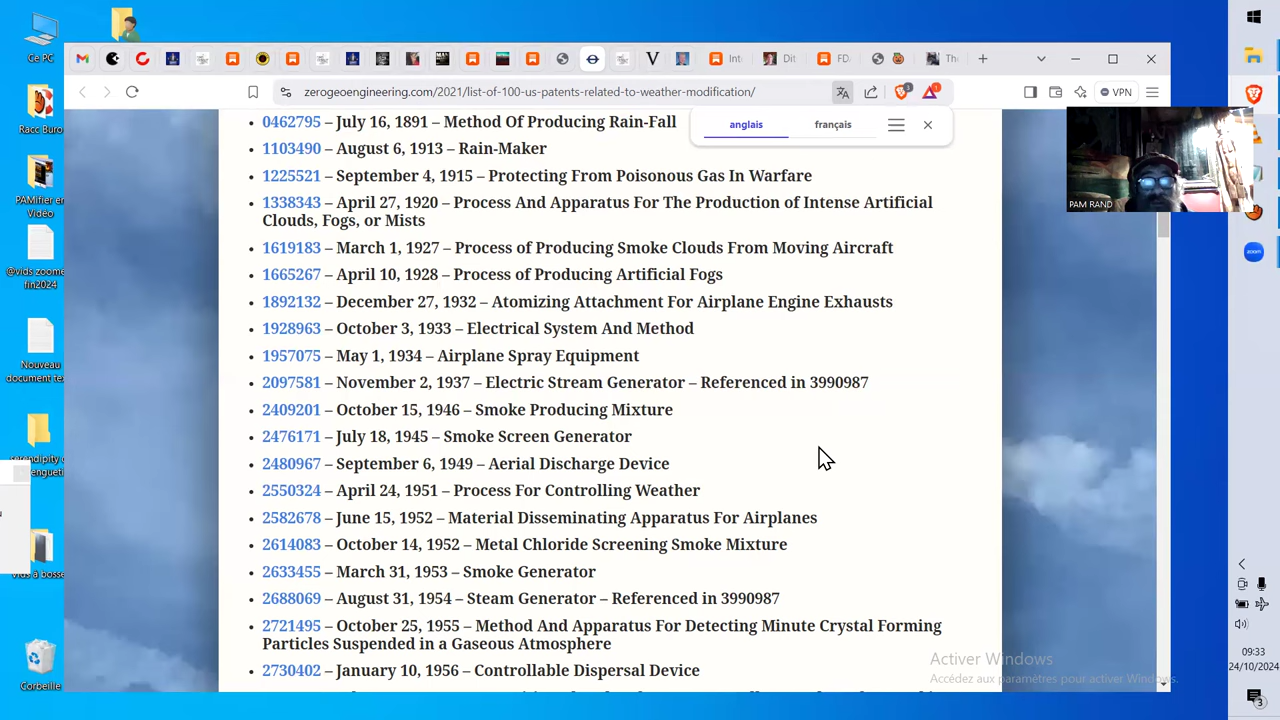 Ce PC
Racc Buro
PAMifier en
Vidéo
@vids zoome
fin2024
Nouveau
document te
serendipity
enguet
vids à bosse
Corbeille
Int
Dit
FD
Th
zerogeoengineering.com/2021/list-of-100-us-patents-related-to-weather-modification/
VPN
anglais
français
0462795 – July 16, 1891 – Method Of Producing Rain-Fall
1103490 – August 6, 1913 – Rain-Maker
1225521 – September 4, 1915 – Protecting From Poisonous Gas In Warfare
1338343 – April 27, 1920 – Process And Apparatus For The Production of Intense Artificial
Clouds, Fogs, or Mists
1619183 – March 1, 1927 – Process of Producing Smoke Clouds From Moving Aircraft
1665267 – April 10, 1928 – Process of Producing Artificial Fogs
1892132 – December 27, 1932 – Atomizing Attachment For Airplane Engine Exhausts
1928963 – October 3, 1933 – Electrical System And Method
1957075 – May 1, 1934 – Airplane Spray Equipment
2097581 – November 2, 1937 – Electric Stream Generator – Referenced in 3990987
2409201 – October 15, 1946 – Smoke Producing Mixture
2476171 – July 18, 1945 – Smoke Screen Generator
2480967 – September 6, 1949 – Aerial Discharge Device
2550324 – April 24, 1951 – Process For Controlling Weather
2582678 – June 15, 1952 – Material Disseminating Apparatus For Airplanes
2614083 – October 14, 1952 – Metal Chloride Screening Smoke Mixture
2633455 – March 31, 1953 – Smoke Generator
2688069 – August 31, 1954 – Steam Generator – Referenced in 3990987
2721495 – October 25, 1955 – Method And Apparatus For Detecting Minute Crystal Forming
Particles Suspended in a Gaseous Atmosphere
2730402 – January 10, 1956 – Controllable Dispersal Device
PAM RAND
Activer Windows
Accédez aux paramètres pour activer Windows.
09:33
24/10/2024
3